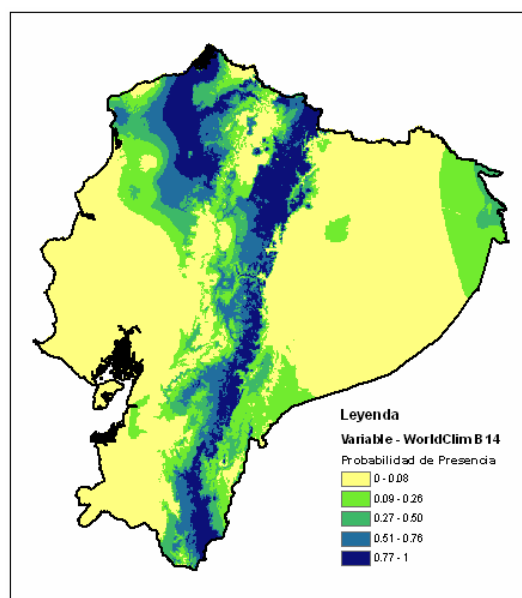 Leyenda
Variable - WorldClim B 14
Probabilidad de Presencia
0 - 0.08
0.09 - 0.26
0.27 - 0.50
0.51 - 0.76
0.77 - 1